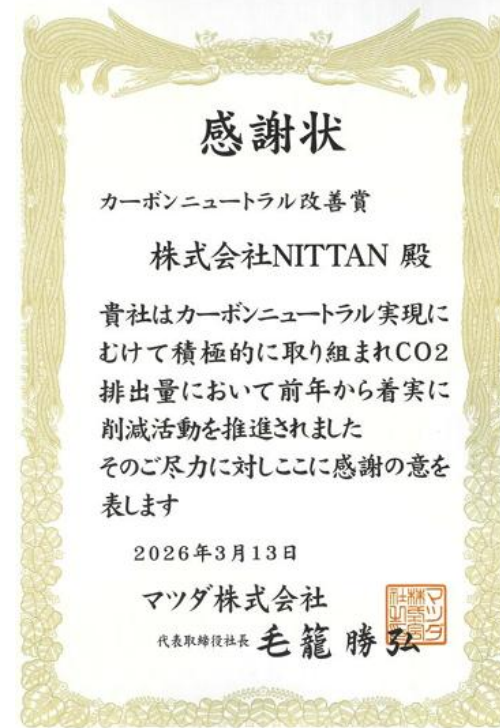 感謝状
カーボンニュートラル改善賞
株式会社NITTAN 殿
貴社はカーボンニュートラル実現に
むけて積極的に取り組まれCO2
排出量において前年から着実に
削減活動を推進されました
そのご尽力に対しここに感謝の意を
表します
2026年3月13日
マツダ株式会社
代表取締役社長 毛籠 勝弘